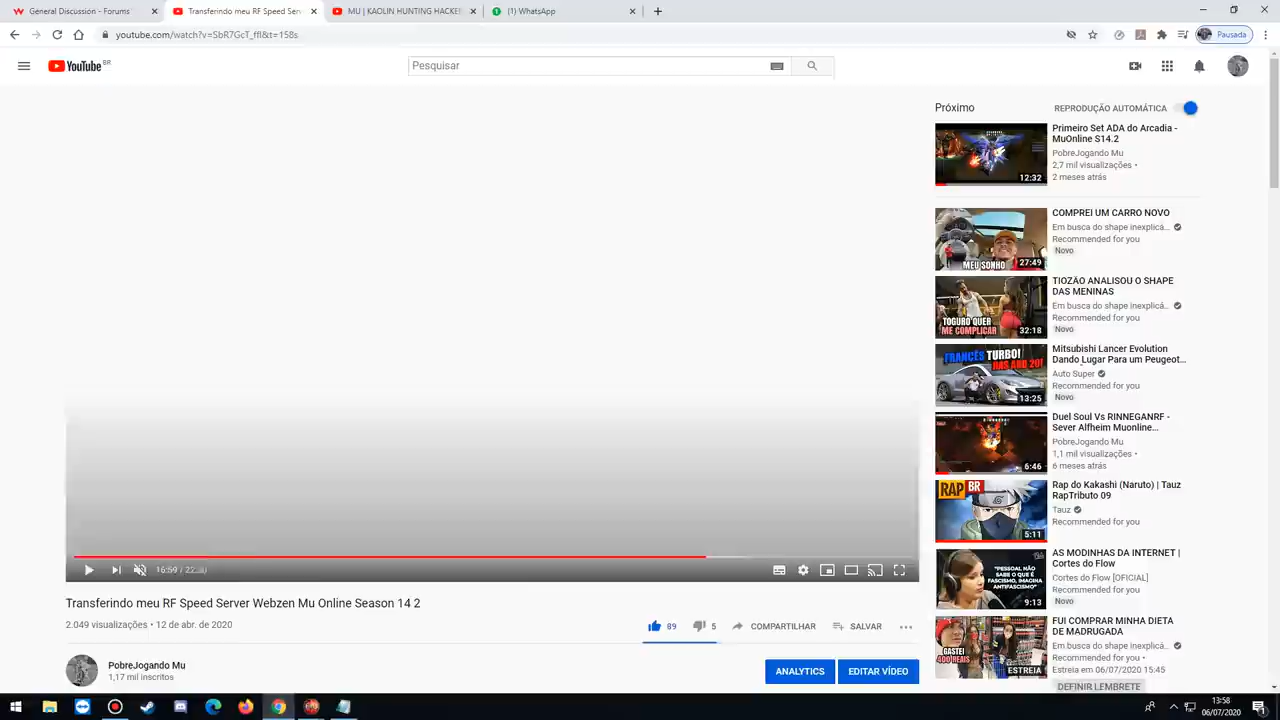 General Discussion - Forums
Transferindo meu RF Speed Ser
MU | KAOLIN HUNTING HACKE
(1) WhatsApp
youtube.com/watch?v=SbR7GcT_ffI&t=158s
Pausada
YouTube BR
Pesquisar
Próximo
REPRODUÇÃO AUTOMÁTICA
Primeiro Set ADA do Arcadia -
MuOnline S14.2
PobreJogando Mu
2,7 mil visualizações •
2 meses atrás
12:32
COMPREI UM CARRO NOVO
Em busca do shape inexplicá...
Recommended for you
Novo
MEU SONHO
27:49
TIOZÃO ANALISOU O SHAPE
DAS MENINAS
Em busca do shape inexplicá...
Recommended for you
Novo
TOGURO QUER
ME COMPLICAR
32:18
Mitsubishi Lancer Evolution
Dando Lugar Para um Peugeot...
Auto Super
Recommended for you
Novo
FRANCÊS TURBO!
13:25
Duel Soul Vs RINNEGANRF -
Sever Alfheim Muonline...
PobreJogando Mu
1,1 mil visualizações •
6 meses atrás
6:46
Rap do Kakashi (Naruto) | Tauz
RapTributo 09
Tauz
Recommended for you
RAP BR
5:11
AS MODINHAS DA INTERNET |
Cortes do Flow
Cortes do Flow [OFICIAL]
Recommended for you
Novo
"PESSOAL NÃO
SABE O QUE É
FASCISMO, IMAGINA
ANTIFASCISMO"
9:13
FUI COMPRAR MINHA DIETA
DE MADRUGADA
Em busca do shape inexplicá...
Recommended for you •
Estreia em 06/07/2020 15:45
GASTEI
400 REAIS
ESTREIA
DEFINIR LEMBRETE
16:59 / 22:
Transferindo meu RF Speed Server Webzen Mu Online Season 14 2
2.049 visualizações • 12 de abr. de 2020
89
5
COMPARTILHAR
SALVAR
PobreJogando Mu
1,17 mil inscritos
ANALYTICS
EDITAR VÍDEO
13:58
06/07/2020